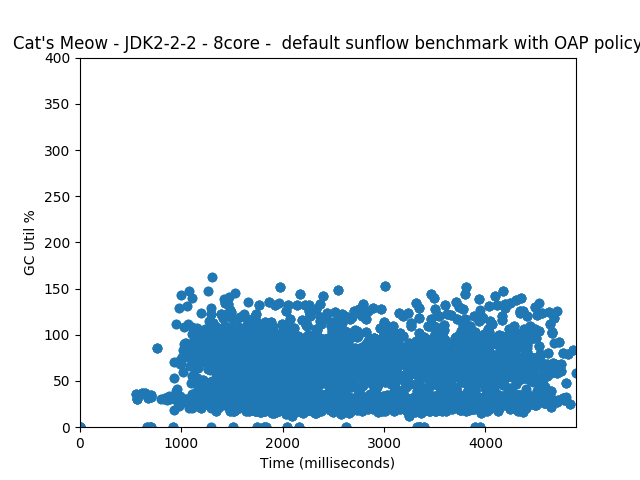 Cat's Meow - JDK2-2-2 - 8core -  default sunflow benchmark with OAP policy
400
350
300
250
200
150
100
50
0
GC Util %
0 1000 2000 3000 4000
Time (milliseconds)